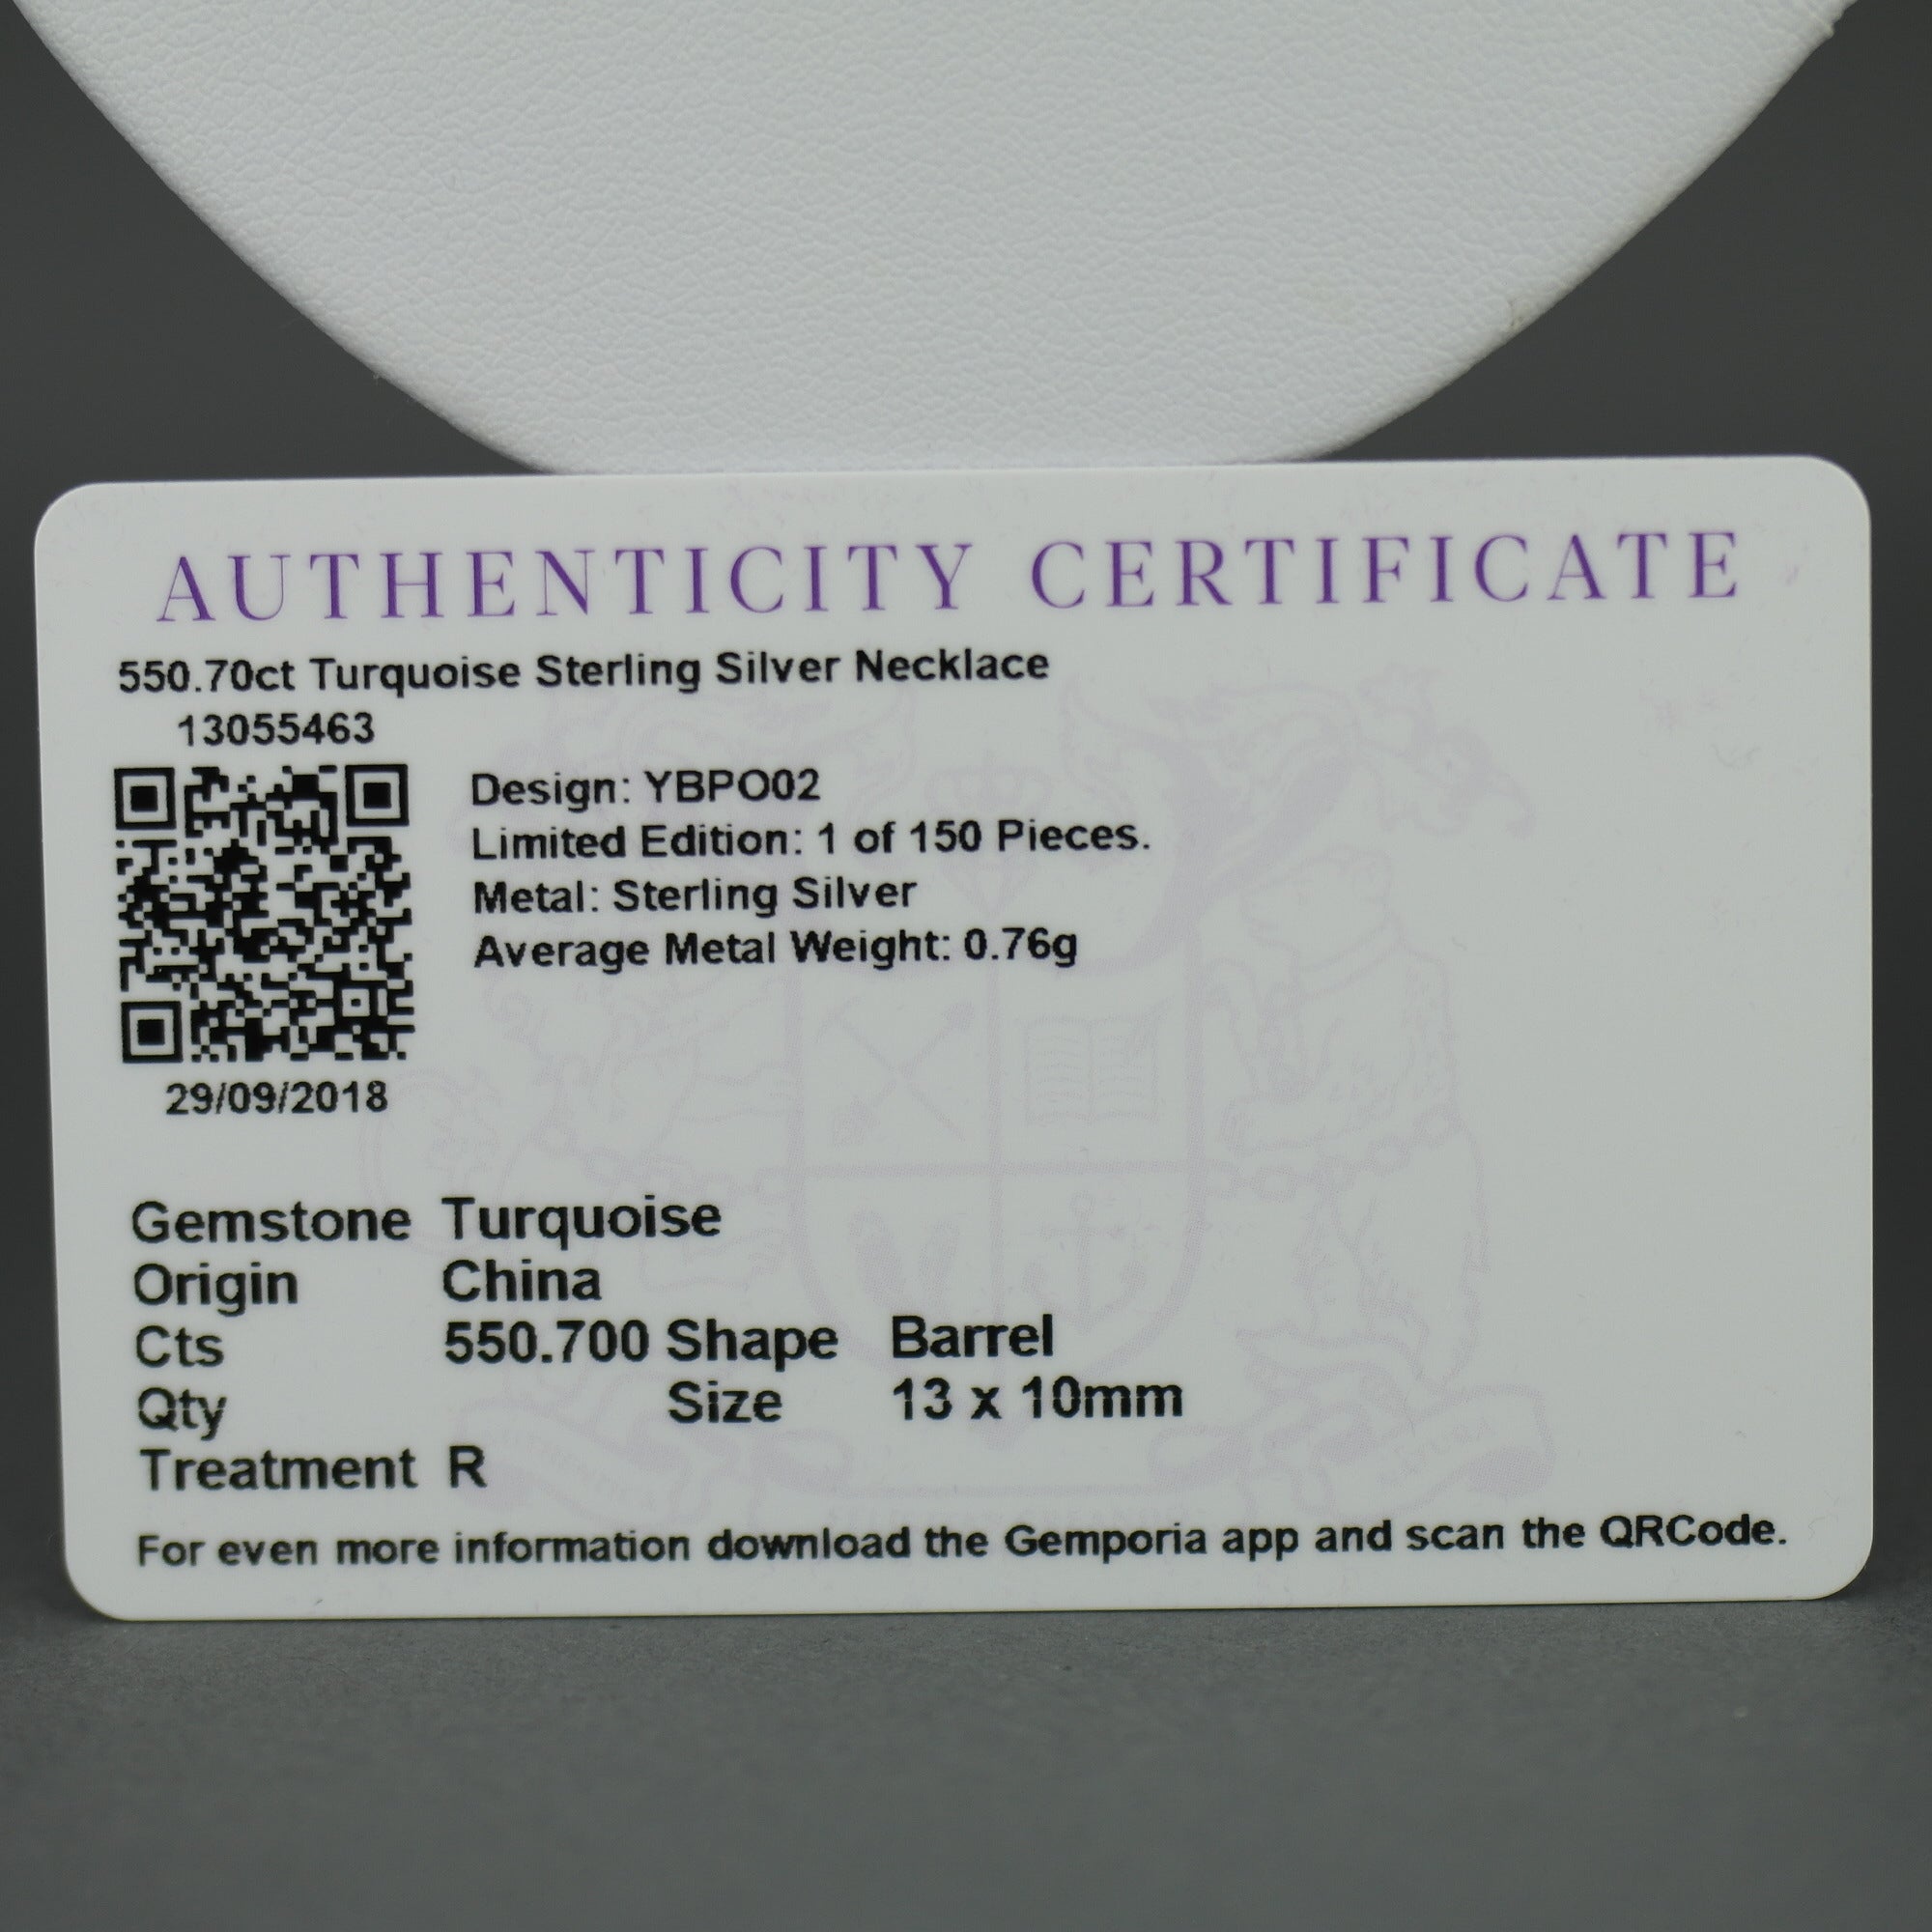 AUTHENTICITY CERTIFICATE
550.70ct Turquoise Sterling Silver Necklace
13055463
Design: YBPO02
Limited Edition: 1 of 150 Pieces.
Metal: Sterling Silver
Average Metal Weight: 0.76g
29/09/2018
Gemstone Turquoise
Origin China
Cts 550.700 Shape Barrel
Qty Size 13 x 10mm
Treatment R
For even more information download the Gemporia app and scan the QRCode.